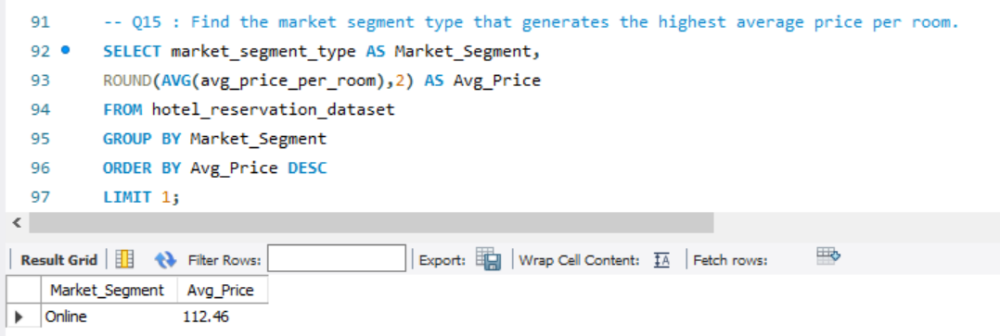 91 -- Q15 : Find the market segment type that generates the highest average price per room.
92 SELECT market_segment_type AS Market_Segment,
93 ROUND(AVG(avg_price_per_room),2) AS Avg_Price
94 FROM hotel_reservation_dataset
95 GROUP BY Market_Segment
96 ORDER BY Avg_Price DESC
97 LIMIT 1;
Result Grid Filter Rows: Export: Wrap Cell Content: Fetch rows:
Market_Segment Avg_Price
Online 112.46